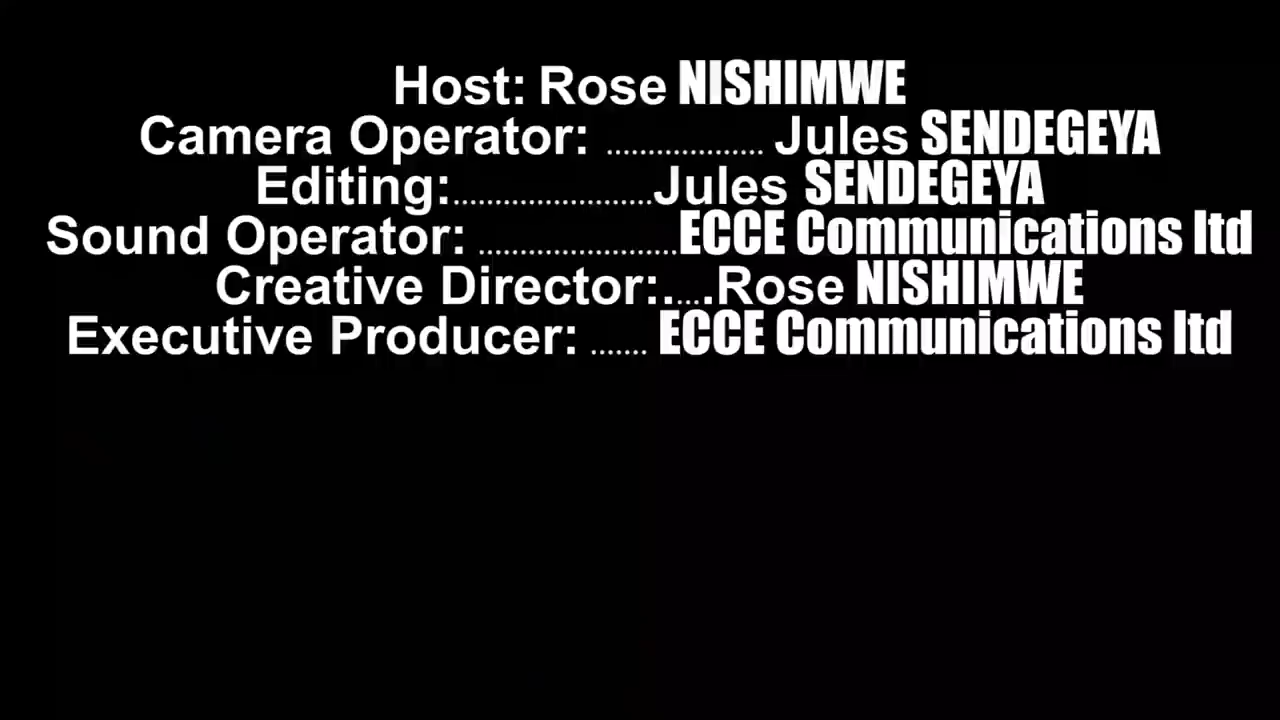 Host: Rose NISHIMWE
Camera Operator: ................... Jules SENDEGEYA
Editing:........................Jules SENDEGEYA
Sound Operator: ........................ECCE Communications ltd
Creative Director:.....Rose NISHIMWE
Executive Producer: ....... ECCE Communications ltd